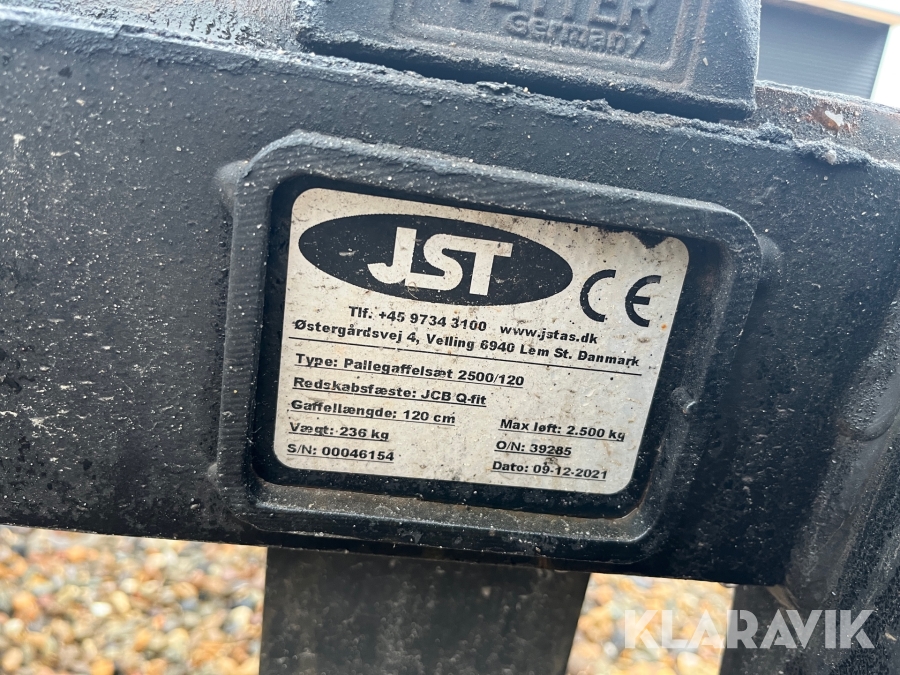 Germany
JST
CE
Tlf. +45 9734 3100 www.jstas.dk
Østergårdsvej 4, Velling 6940 Lem St. Danmark
Type: Pallegaffelsæt 2500/120
Redskabsfæste: JCB Q-fit
Gaffellængde: 120 cm
Vægt: 236 kg
Max løft: 2.500 kg
S/N: 00046154
O/N: 39285
Dato: 09-12-2021
KLARAVIK